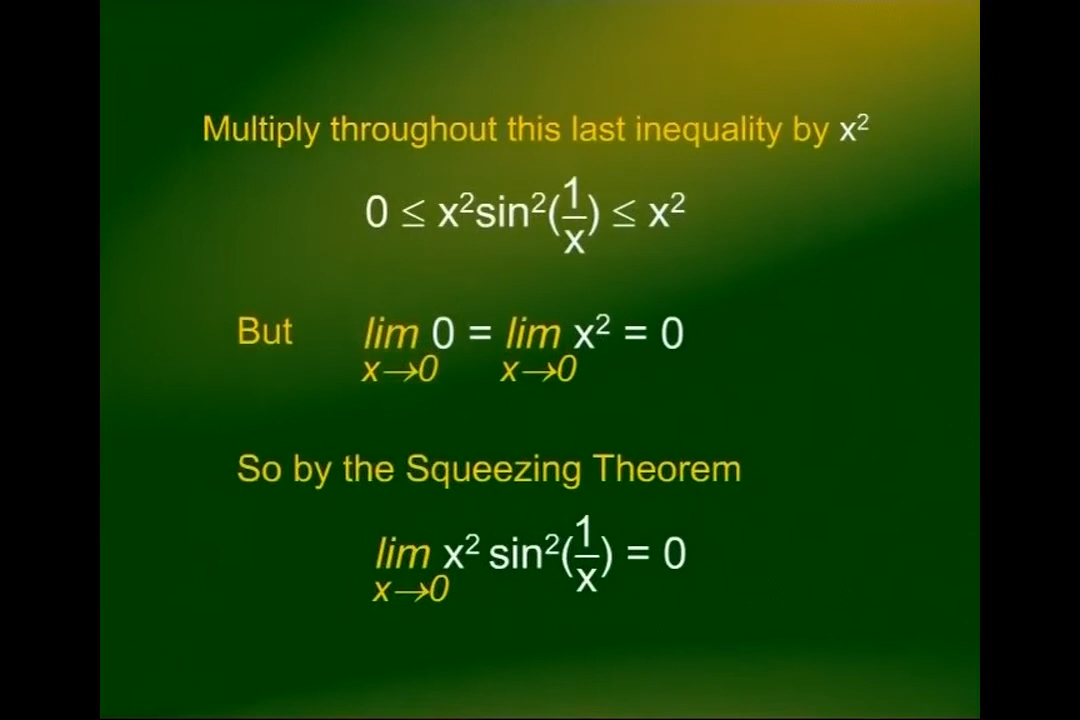 Multiply throughout this last inequality by x²
0 ≤ x²sin²(1/x) ≤ x²
But lim 0 = lim x² = 0
x→0 x→0
So by the Squeezing Theorem
lim x² sin²(1/x) = 0
x→0